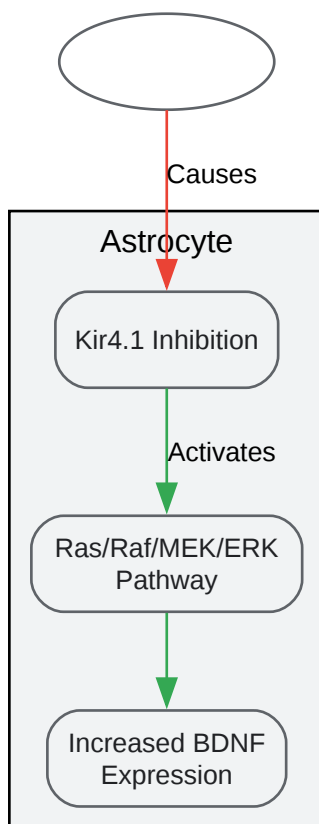 Causes
Astrocyte
Kir4.1 Inhibition
Activates
Ras/Raf/MEK/ERK
Pathway
Increased BDNF
Expression